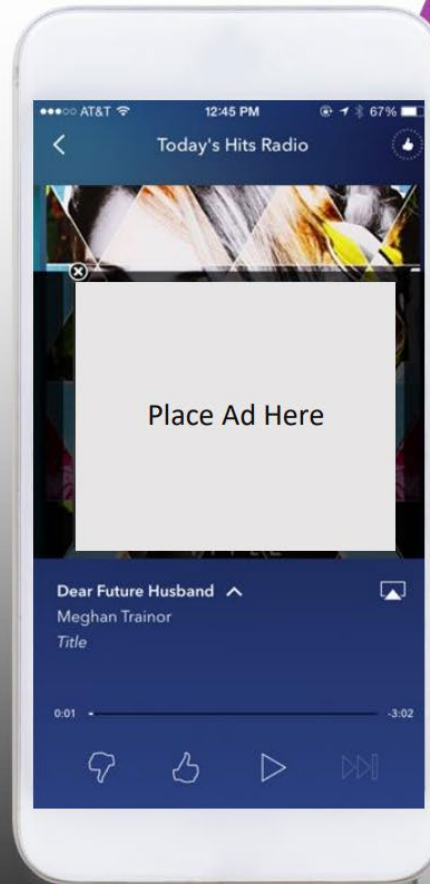 AT&T 12:45 PM 67%
Today's Hits Radio
Place Ad Here
Dear Future Husband
Meghan Trainor
Title
0:01 -3:02